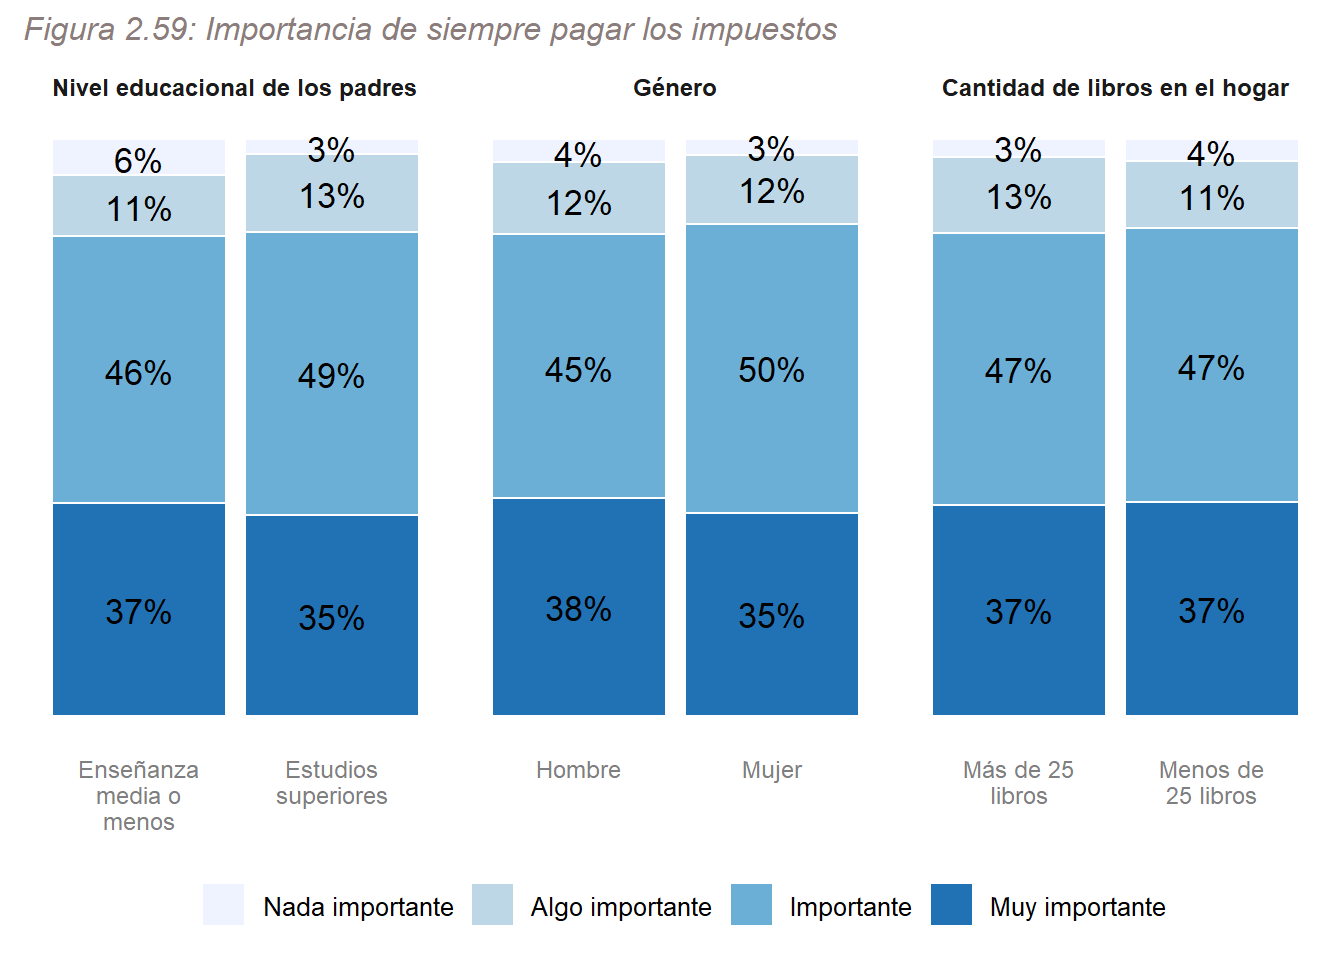 Figura 2.59: Importancia de siempre pagar los impuestos
Nivel educacional de los padres
6%
3%
11%
13%
46%
49%
37%
35%
Enseñanza
media o
menos
Estudios
superiores
Género
4%
3%
12%
12%
45%
50%
38%
35%
Hombre
Mujer
Cantidad de libros en el hogar
3%
4%
13%
11%
47%
47%
37%
37%
Más de 25
libros
Menos de
25 libros
Nada importante
Algo importante
Importante
Muy importante